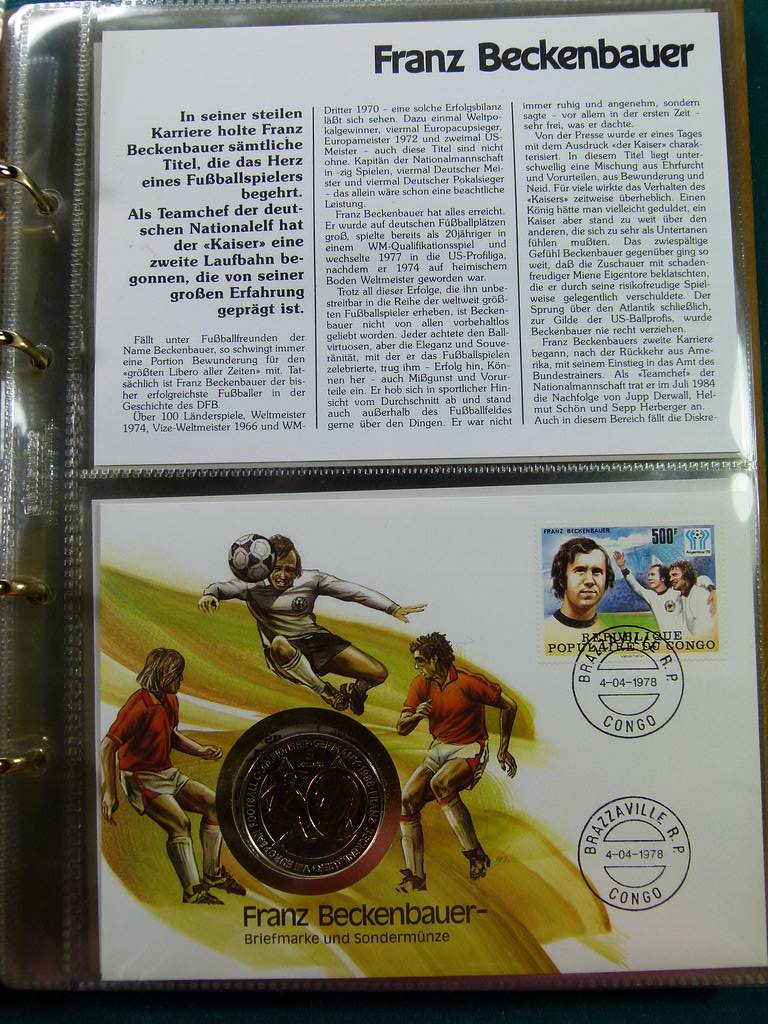 Franz Beckenbauer
In seiner steilen
Karriere holte Franz
Beckenbauer sämtliche
Titel, die das Herz
eines Fußballspielers
begehrt.
Als Teamchef der deut-
schen Nationalelf hat
der «Kaiser» eine
zweite Laufbahn be-
gonnen, die von seiner
großen Erfahrung
geprägt ist.
Fällt unter Fußballfreunden der
Name Beckenbauer, so schwingt immer
eine Portion Bewunderung für den
«größten Libero aller Zeiten» mit. Tat-
sächlich ist Franz Beckenbauer der bis-
her erfolgreichste Fußballer in der
Geschichte des DFB.
Über 100 Länderspiele, Weltmeister
1974, Vize-Weltmeister 1966 und WM-
Dritter 1970 – eine solche Erfolgsbilanz
läßt sich sehen. Dazu einmal Weltpo-
kalgewinner, viermal Europacupsieger,
Europameister 1972 und zweimal US-
Meister – auch diese Titel sind nicht
ohne. Kapitän der Nationalmannschaft
in -zig Spielen, viermal Deutscher Mei-
ster und viermal Deutscher Pokalsieger
– das allein wäre schon eine beachtliche
Leistung.
Franz Beckenbauer hat alles erreicht.
Er wurde auf deutschen Füßballplätzen
groß, spielte bereits als 20jähriger in
einem WM-Qualifikationsspiel und
wechselte 1977 in die US-Profiliga,
nachdem er 1974 auf heimischem
Boden Weltmeister geworden war.
Trotz all dieser Erfolge, die ihn unbe-
streitbar in die Reihe der weltweit größ-
ten Fußballspieler erheben, ist Becken-
bauer nicht von allen vorbehaltlos
geliebt worden. Jeder achtete den Ball-
virtuosen, aber die Eleganz und Souve-
ränität, mit der er das Fußballspielen
zelebrierte, trug ihm – Erfolg hin, Kön-
nen her – auch Mißgunst und Vorur-
teile ein. Er hob sich in sportlicher Hin-
sicht vom Durchschnitt ab und stand
auch außerhalb des Fußballfeldes
gerne über den Dingen. Er war nicht
immer ruhig und angenehm, sondern
sagte – vor allem in der ersten Zeit –
sehr frei, was er dachte.
Von der Presse wurde er eines Tages
mit dem Ausdruck «der Kaiser» charak-
terisiert. In diesem Titel liegt unter-
schwellig eine Mischung aus Ehrfurcht
und Vorurteilen, aus Bewunderung und
Neid. Für viele wirkte das Verhalten des
«Kaisers» zeitweise überheblich. Einen
König hätte man vielleicht geduldet, ein
Kaiser aber stand zu weit über den
anderen, die sich zu sehr als Untertanen
fühlen mußten. Das zwiespältige
Gefühl Beckenbauer gegenüber ging so
weit, daß die Zuschauer mit schaden-
freudiger Miene Eigentore beklatschten,
die er durch seine risikofreudige Spiel-
weise gelegentlich verschuldete. Der
Sprung über den Atlantik schließlich,
zur Gilde der US-Ballprofis, wurde
Beckenbauer nie recht verziehen.
Franz Beckenbauers zweite Karriere
begann, nach der Rückkehr aus Ame-
rika, mit seinem Einstieg in das Amt des
Bundestrainers. Als «Teamchef» der
Nationalmannschaft trat er im Juli 1984
die Nachfolge von Jupp Derwall, Hel-
mut Schön und Sepp Herberger an.
Auch in diesem Bereich fällt die Diskre-
FRANZ BECKENBAUER
500F
Argentina 78
REPUBLIQUE
POPULAIRE DU CONGO
BRAZZAVILLE R.P.
4-04-1978
CONGO
BRAZZAVILLE R.P.
4-04-1978
CONGO
VIII EUROPEAN FOOTBALL CHAMPIONSHIP · GERMANY 1988 · FRANZ BECKENBAUER
Franz Beckenbauer–
Briefmarke und Sondermünze